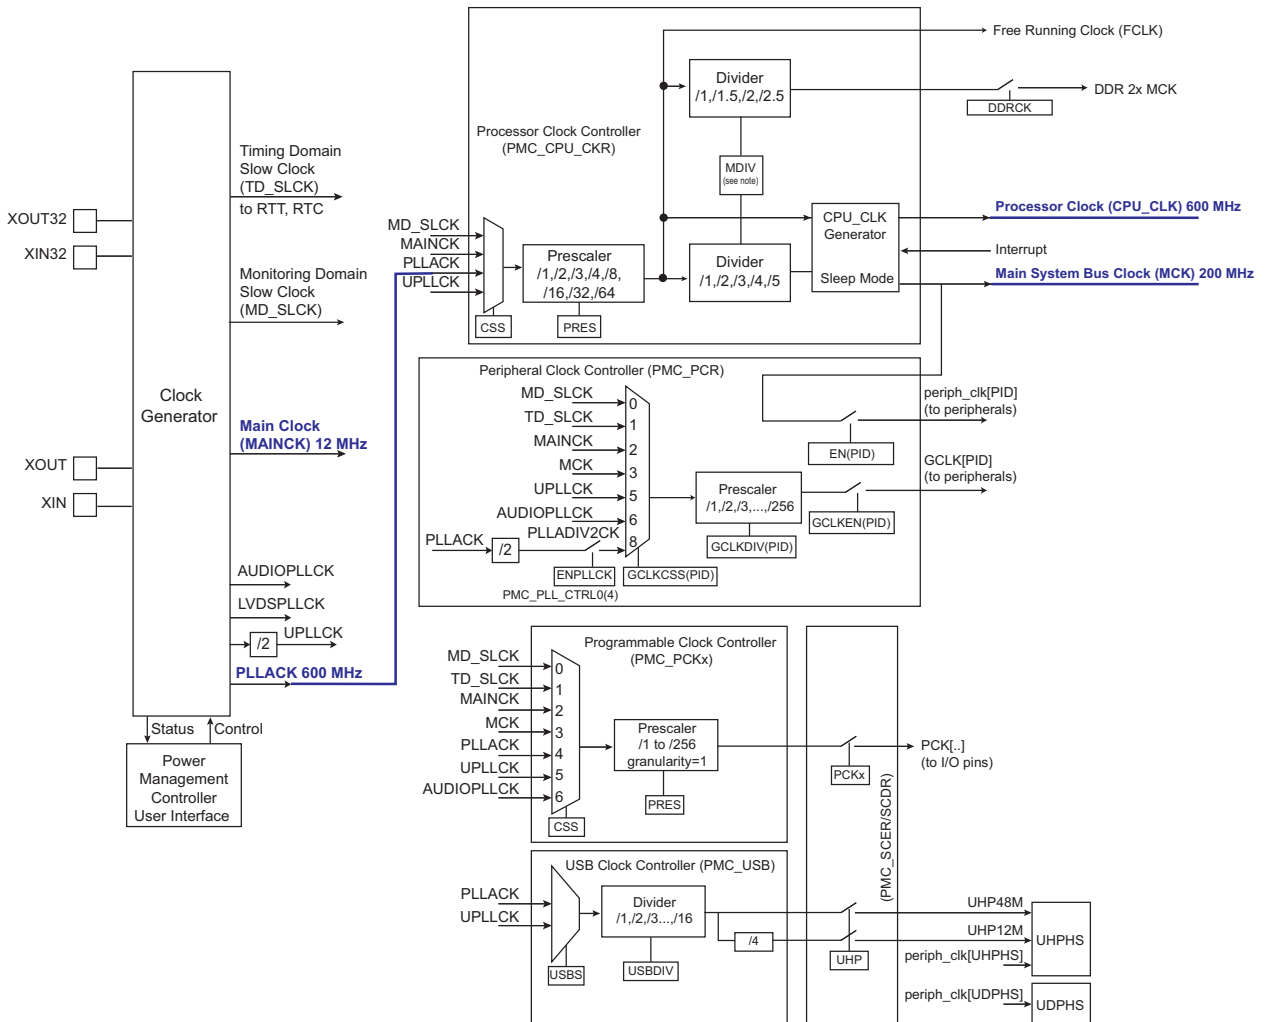 Free Running Clock (FCLK)
Divider
/1,/1.5,/2,/2.5
DDR 2x MCK
DDRCK
Processor Clock Controller
(PMC_CPU_CKR)
MDIV
(see note)
Timing Domain
Slow Clock
(TD_SLCK)
to RTT, RTC
XOUT32
XIN32
MD_SLCK
MAINCK
PLLACK
UPLLCK
Prescaler
/1,/2,/3,/4,/8,
/16,/32,/64
CSS
PRES
Divider
/1,/2,/3,/4,/5
CPU_CLK
Generator
Sleep Mode
Processor Clock (CPU_CLK) 600 MHz
Interrupt
Main System Bus Clock (MCK) 200 MHz
Monitoring Domain
Slow Clock
(MD_SLCK)
Clock
Generator
Main Clock
(MAINCK) 12 MHz
XOUT
XIN
Peripheral Clock Controller (PMC_PCR)
MD_SLCK
0
TD_SLCK
1
MAINCK
2
MCK
3
UPLLCK
5
AUDIOPLLCK
6
PLLACK
/2
PLLADIV2CK
8
ENPLLCK
GCLKCSS(PID)
PMC_PLL_CTRL0(4)
Prescaler
/1,/2,/3,...,/256
GCLKDIV(PID)
EN(PID)
GCLKEN(PID)
periph_clk[PID]
(to peripherals)
GCLK[PID]
(to peripherals)
AUDIOPLLCK
LVDSPLLCK
/2
UPLLCK
PLLACK 600 MHz
Status
Control
Power
Management
Controller
User Interface
Programmable Clock Controller
(PMC_PCKx)
MD_SLCK
0
TD_SLCK
1
MAINCK
2
MCK
3
PLLACK
4
UPLLCK
5
AUDIOPLLCK
6
CSS
Prescaler
/1 to /256
granularity=1
PRES
PCKx
PCK[..]
(to I/O pins)
(PMC_SCER/SCDR)
USB Clock Controller (PMC_USB)
PLLACK
UPLLCK
USBS
Divider
/1,/2,/3...,/16
USBDIV
/4
UHP
UHP48M
UHP12M
periph_clk[UHPHS]
UHPHS
periph_clk[UDPHS]
UDPHS